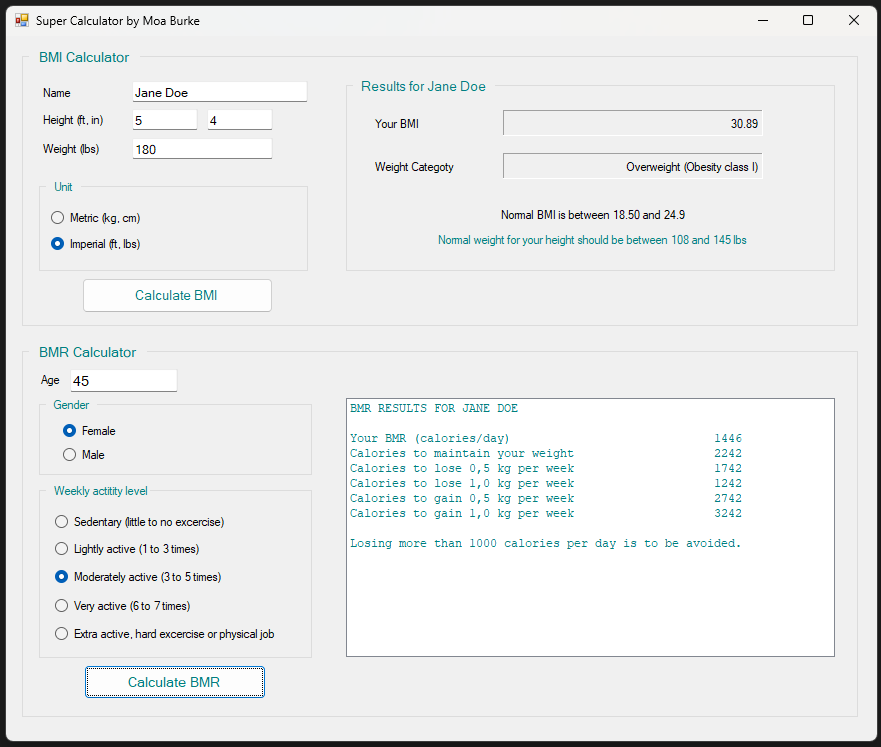 Super Calculator by Moa Burke
BMI Calculator
Name Jane Doe
Height (ft, in) 5 4
Weight (lbs) 180
Unit
Metric (kg, cm)
Imperial (ft, lbs)
Calculate BMI
Results for Jane Doe
Your BMI 30.89
Weight Categoty Overweight (Obesity class I)
Normal BMI is between 18.50 and 24.9
Normal weight for your height should be between 108 and 145 lbs
BMR Calculator
Age 45
Gender
Female
Male
Weekly actitity level
Sedentary (little to no excercise)
Lightly active (1 to 3 times)
Moderately active (3 to 5 times)
Very active (6 to 7 times)
Extra active, hard excercise or physical job
Calculate BMR
BMR RESULTS FOR JANE DOE
Your BMR (calories/day) 1446
Calories to maintain your weight 2242
Calories to lose 0,5 kg per week 1742
Calories to lose 1,0 kg per week 1242
Calories to gain 0,5 kg per week 2742
Calories to gain 1,0 kg per week 3242
Losing more than 1000 calories per day is to be avoided.